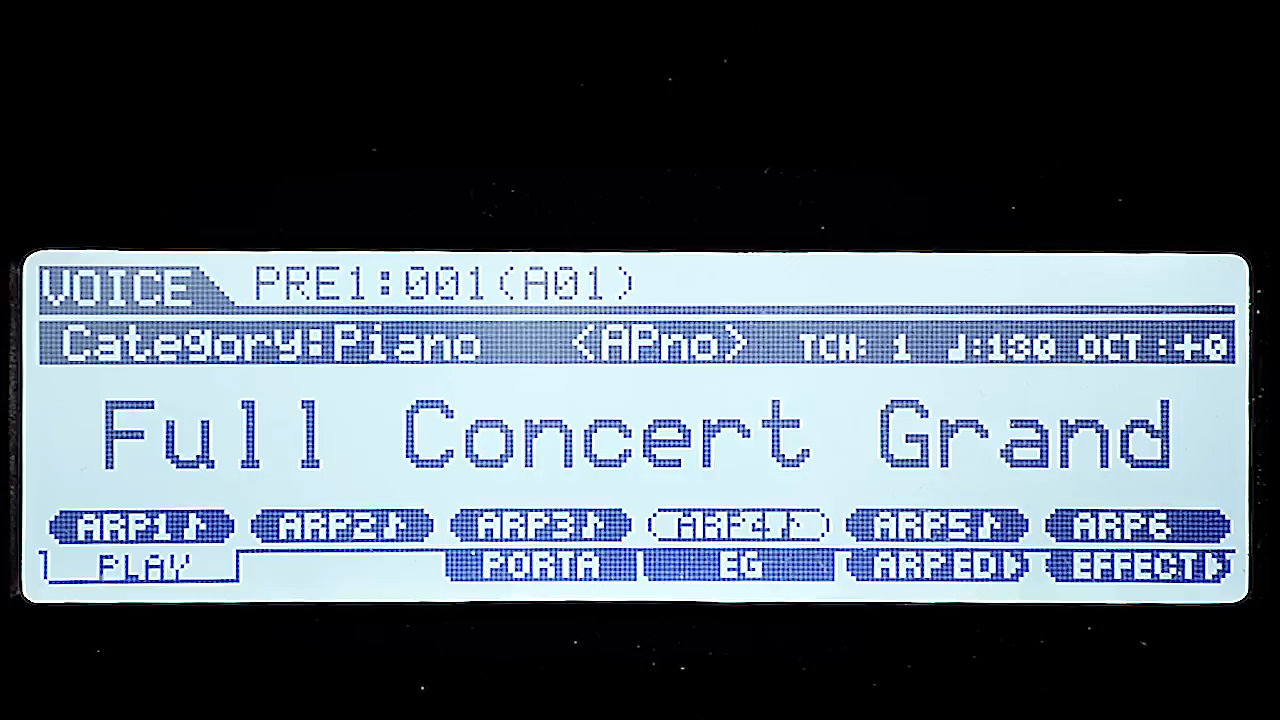 VOICE PRE1:001(A01)
Category:Piano <APno> TCH: 1 ♩:130 OCT :+0
Full Concert Grand
ARP1♪ ARP2♪ ARP3♪ ARP4♪ ARP5♪ ARP6
PLAY PORTA EG ARP ED EFFECT